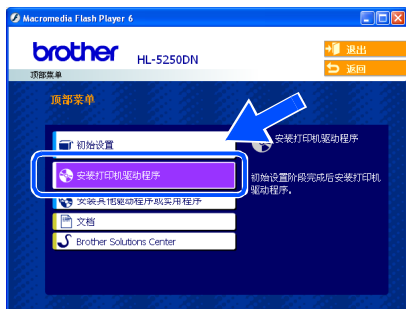 Macromedia Flash Player 6
brother HL-5250DN
退出
返回
顶部菜单
顶部菜单
初始设置
安装打印机驱动程序
安装其他驱动程序或实用程序
文档
Brother Solutions Center
安装打印机驱动程序
初始设置阶段完成后安装打印机
驱动程序。